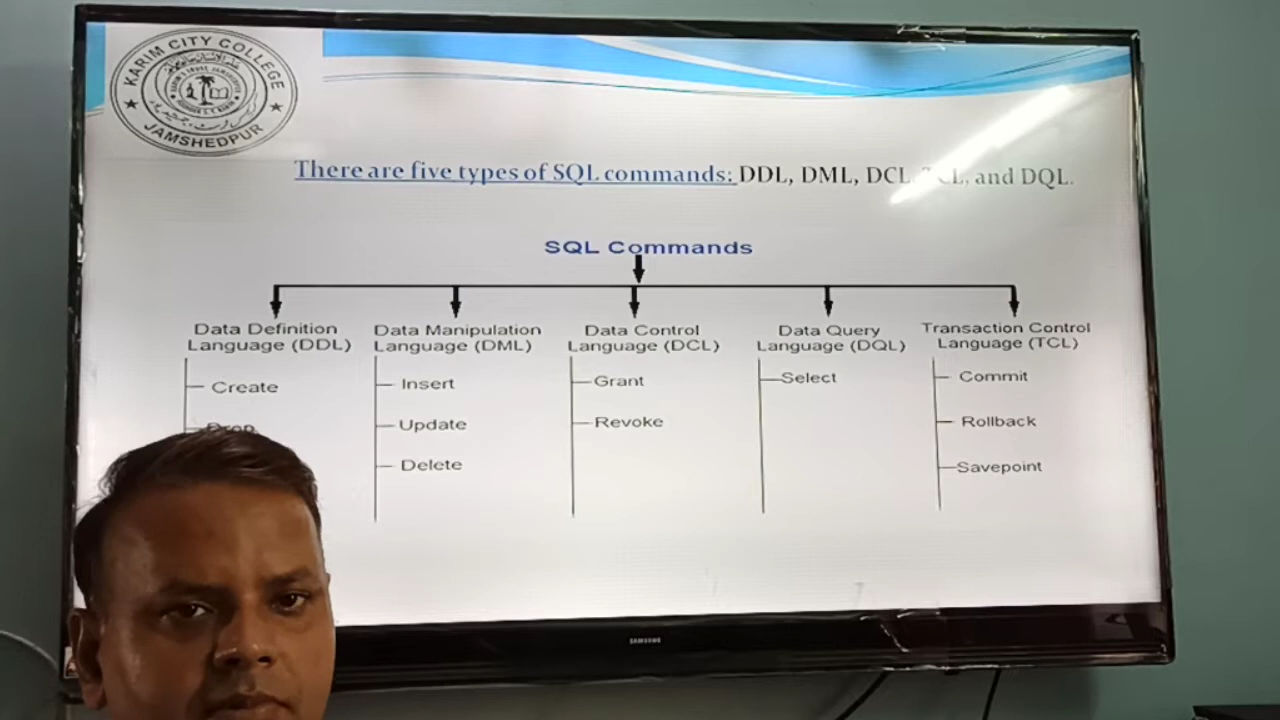 KARIM CITY COLLEGE
JAMSHEDPUR
There are five types of SQL commands: DDL, DML, DCL, TCL, and DQL.
SQL Commands
Data Definition
Language (DDL)
Create
Drop
Data Manipulation
Language (DML)
Insert
Update
Delete
Data Control
Language (DCL)
Grant
Revoke
Data Query
Language (DQL)
Select
Transaction Control
Language (TCL)
Commit
Rollback
Savepoint
SAMSUNG